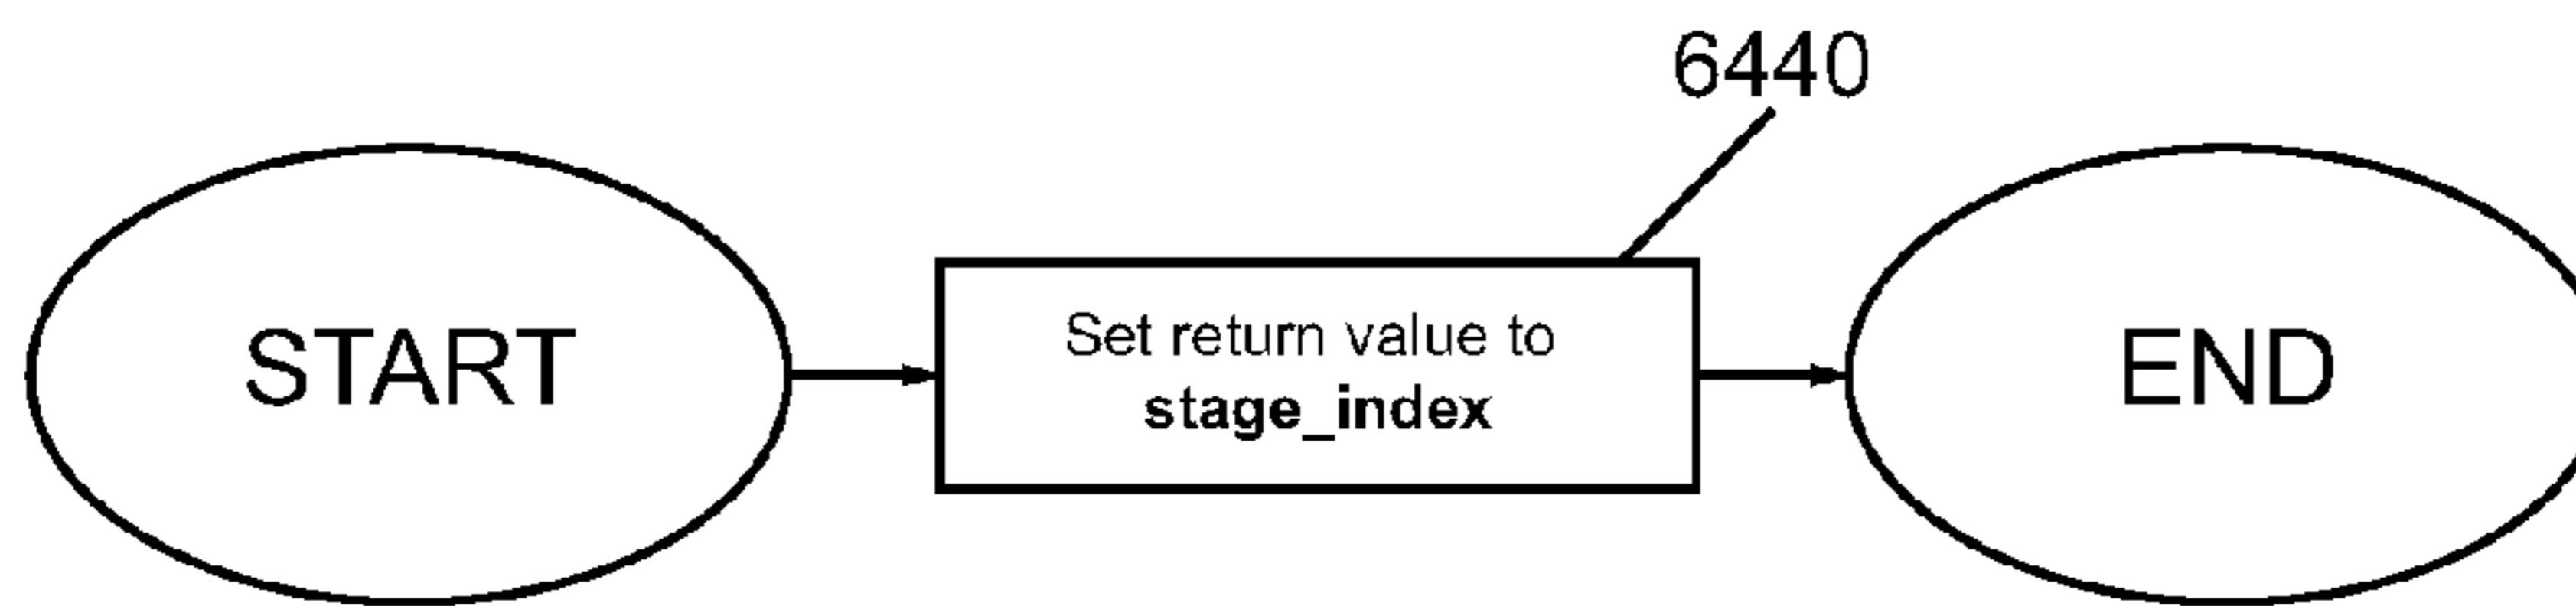 6440
START
Set return value to
stage_index
END